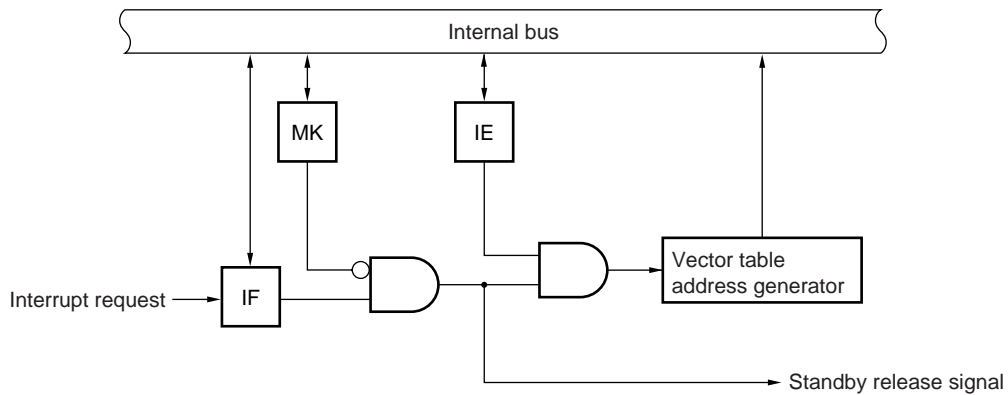 Internal bus
MK
IE
Interrupt request
IF
Vector table
address generator
Standby release signal